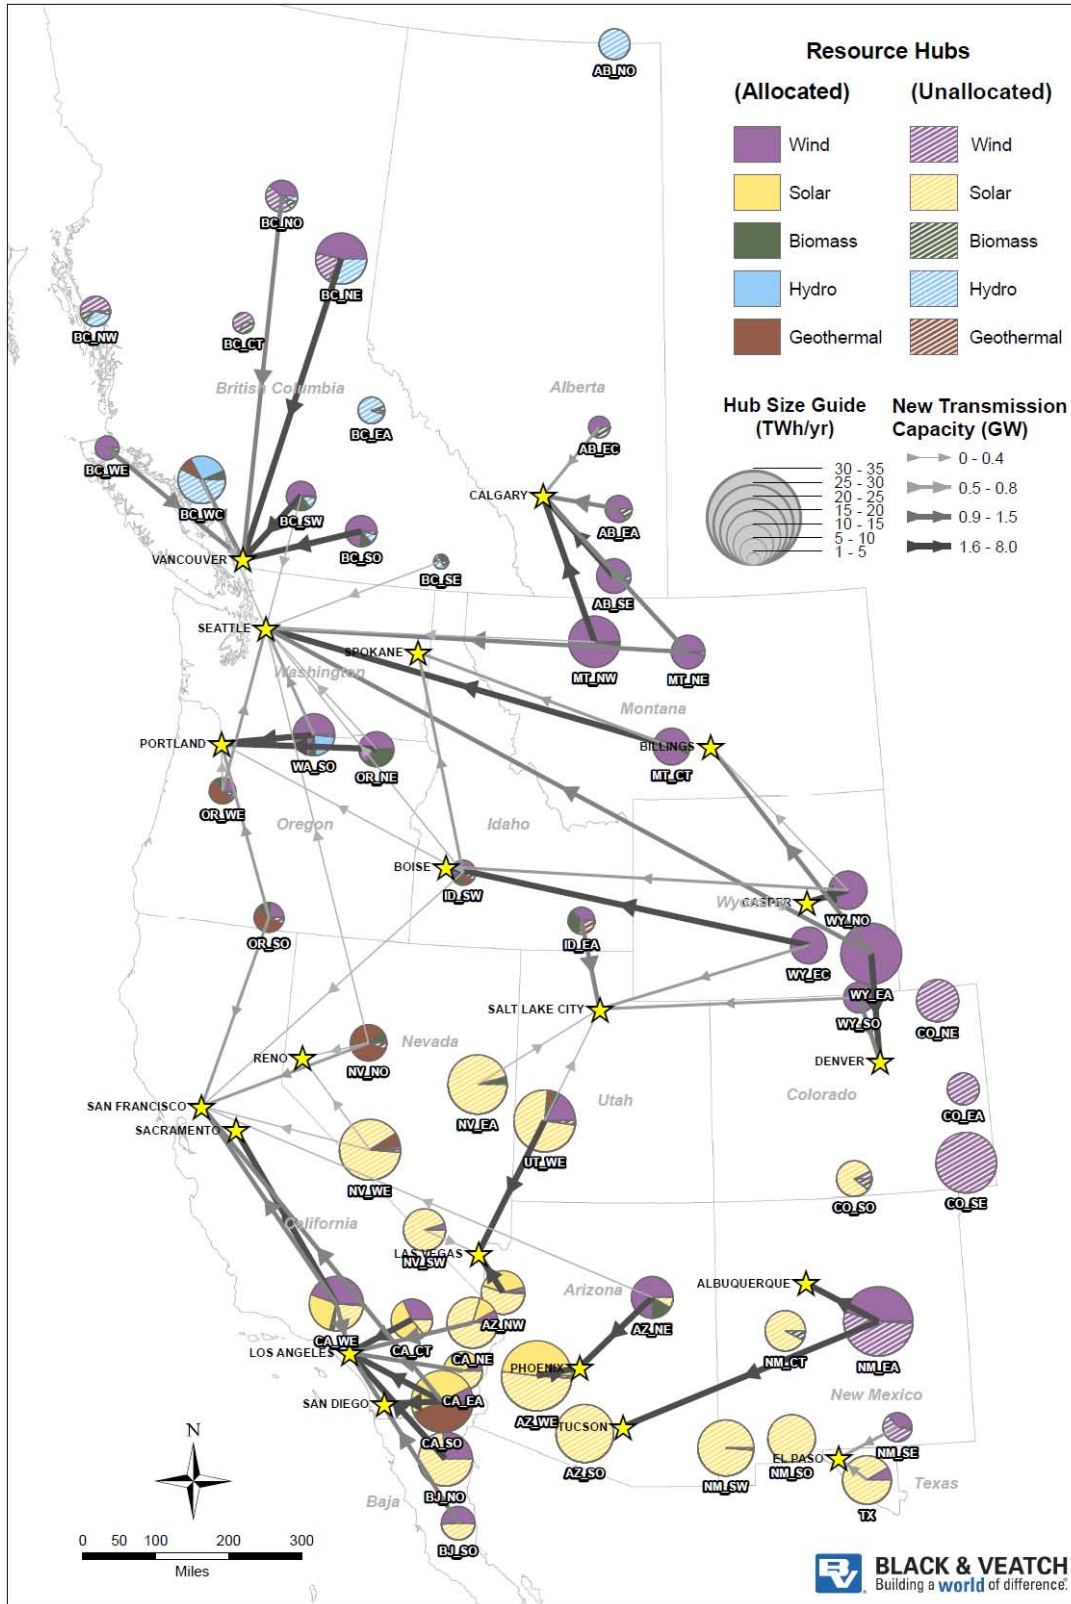 Resource Hubs
(Allocated)
(Unallocated)
Wind
Wind
Solar
Solar
Biomass
Biomass
Hydro
Hydro
Geothermal
Geothermal
Hub Size Guide
(TWh/yr)
30 - 35
25 - 30
20 - 25
15 - 20
10 - 15
5 - 10
1 - 5
New Transmission
Capacity (GW)
0 - 0.4
0.5 - 0.8
0.9 - 1.5
1.6 - 8.0
AB_NO
BC_NO
BC_NE
BC_NW
BC_CT
British Columbia
Alberta
BC_EA
AB_EC
BC_WE
CALGARY
BC_WC
BC_SW
AB_EA
BC_SO
VANCOUVER
BC_SE
AB_SE
SEATTLE
SPOKANE
Washington
MT_NW
MT_NE
Montana
PORTLAND
BILLINGS
WA_SO
OR_NE
MT_CT
OR_WE
Oregon
Idaho
BOISE
ID_SW
CASPER
Wyoming
WY_NO
OR_SO
ID_EA
WY_EC
WY_EA
SALT LAKE CITY
WY_SO
CO_NE
RENO
NV_NO
Nevada
DENVER
Utah
Colorado
SAN FRANCISCO
SACRAMENTO
NV_EA
CO_EA
UT_WE
NV_WE
CO_SO
CO_SE
California
LAS VEGAS
NV_SW
Arizona
ALBUQUERQUE
AZ_NW
AZ_NE
CA_WE
CA_CT
LOS ANGELES
CA_NE
NM_CT
NM_EA
PHOENIX
SAN DIEGO
CA_EA
New Mexico
AZ_WE
TUCSON
CA_SO
AZ_SO
NM_SW
NM_SO
EL PASO
NM_SE
BJ_NO
Baja
Texas
TX
BJ_SO
N
0 50 100 200 300
Miles
BV
BLACK & VEATCH
Building a world of difference.®